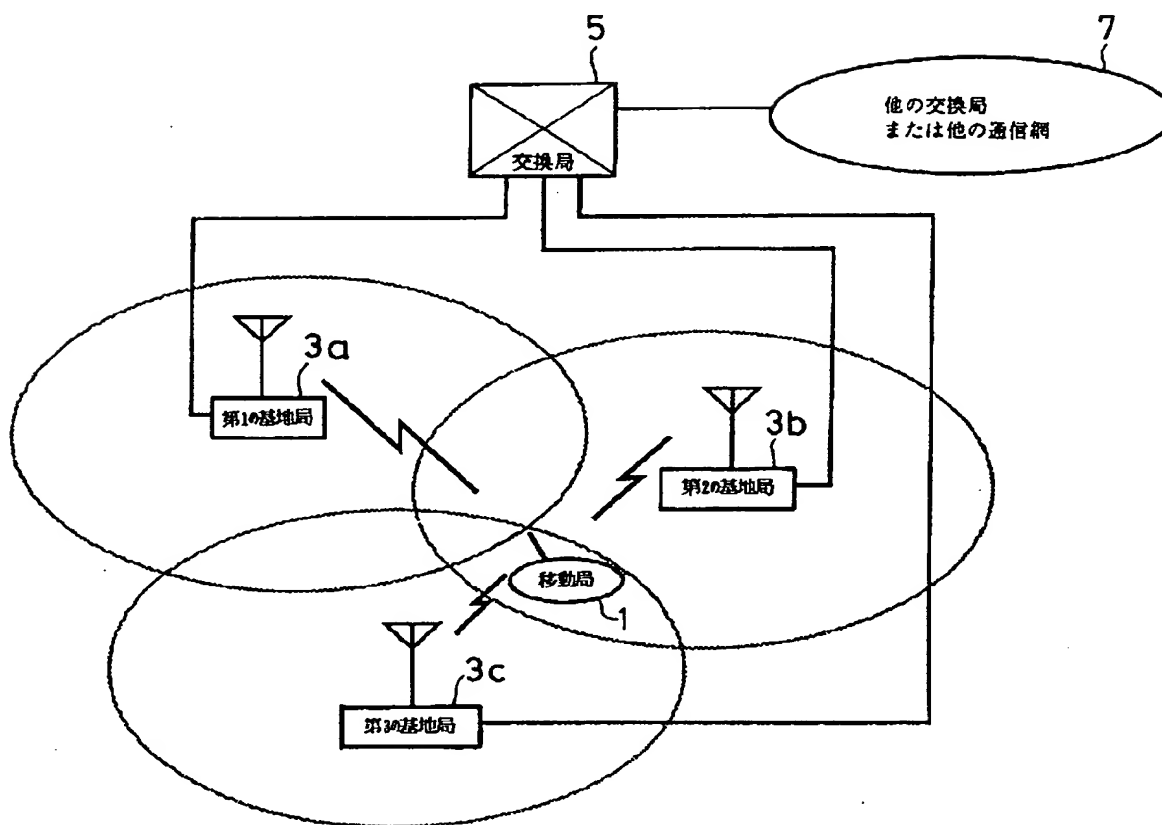 5
7
他の交換局
または他の通信網
交換局
3a
第1の基地局
3b
第2の基地局
移動局
1
3c
第3の基地局